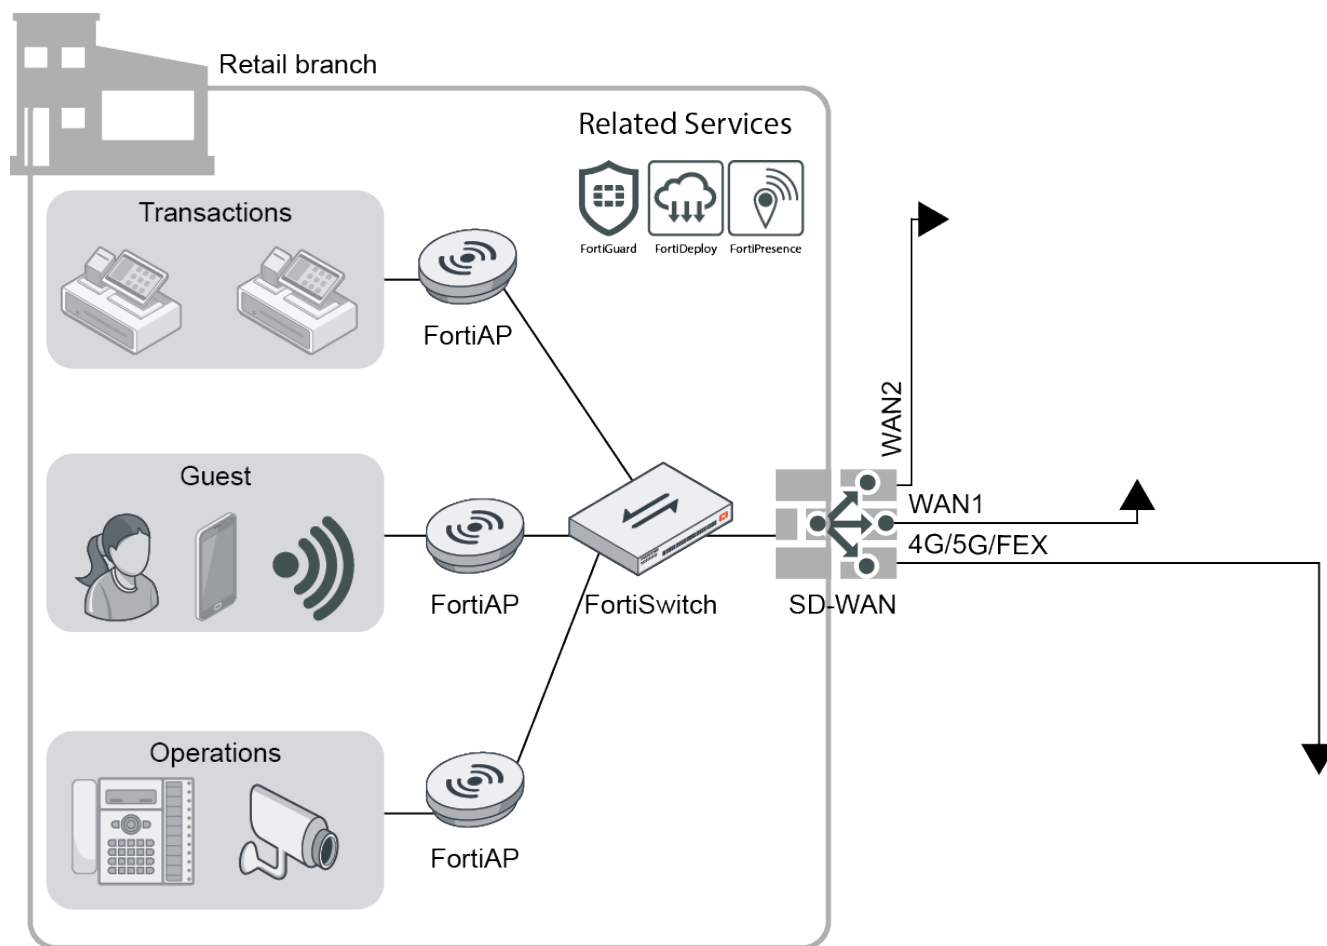 Retail branch
Related Services
FortiGuard FortiDeploy FortiPresence
Transactions
FortiAP
WAN2
Guest
WAN1
4G/5G/FEX
FortiAP
FortiSwitch
SD-WAN
Operations
FortiAP